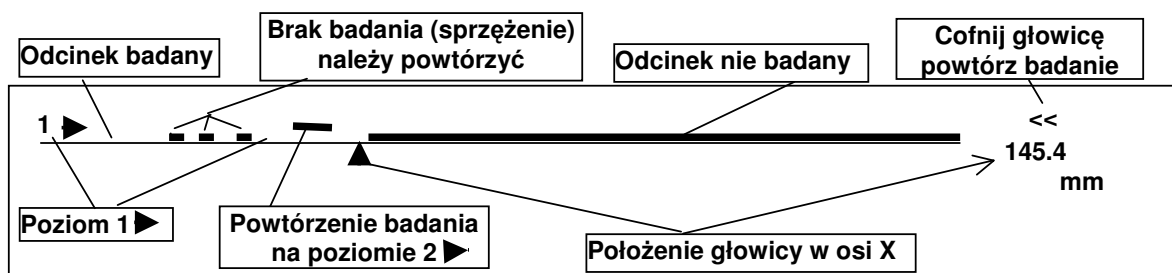 Odcinek badany
Brak badania (sprzężenie)
należy powtórzyć
Odcinek nie badany
Cofnij głowicę
powtórz badanie
1 ►
<<
145.4
mm
Poziom 1 ►
Powtórzenie badania
na poziomie 2 ►
Położenie głowicy w osi X